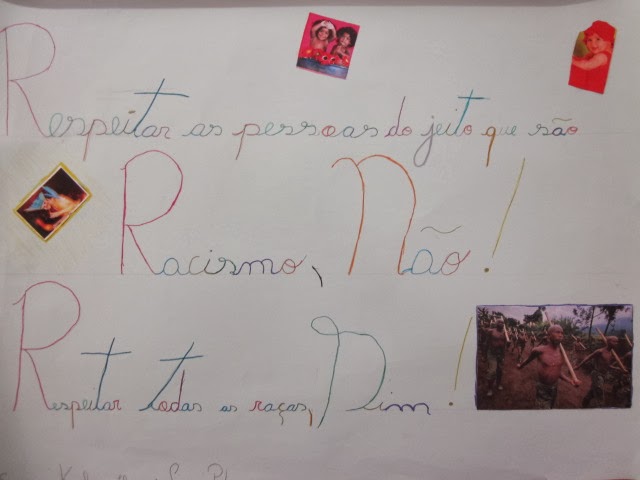 Respeitar as pessoas do jeito que são
Racismo, Não!
Respeitar todas as raças, Sim!